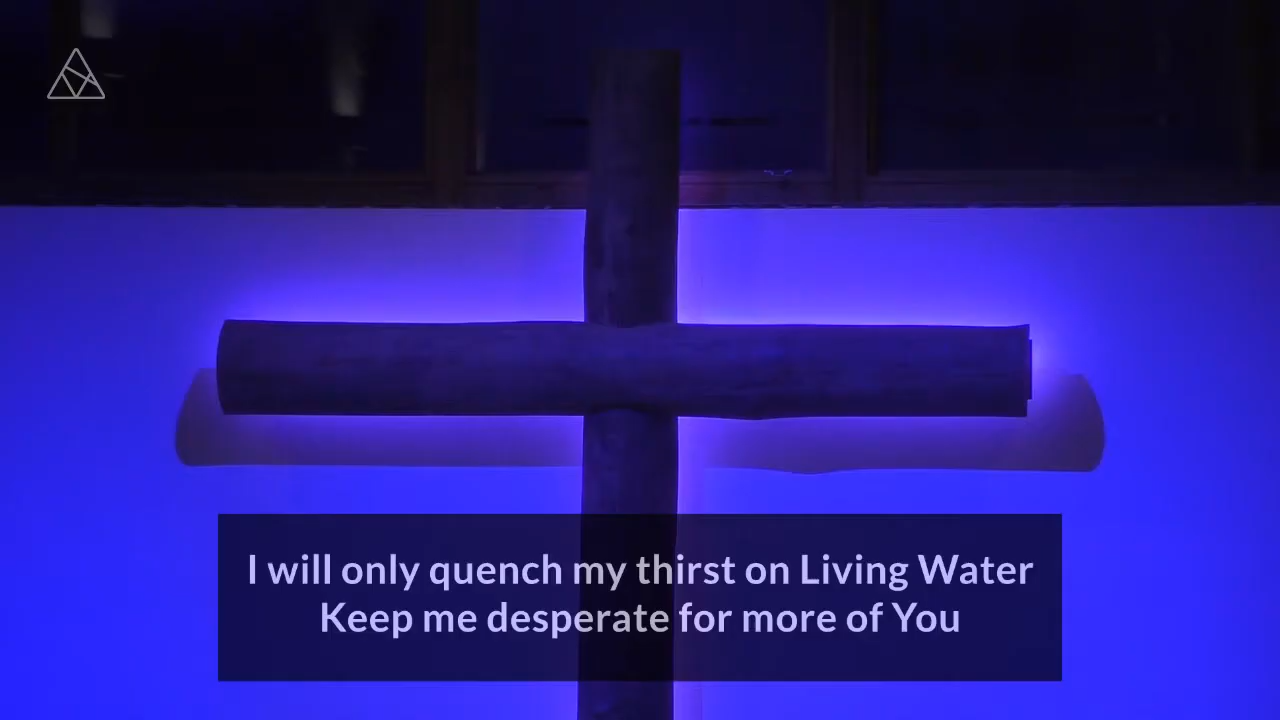 I will only quench my thirst on Living Water
Keep me desperate for more of You